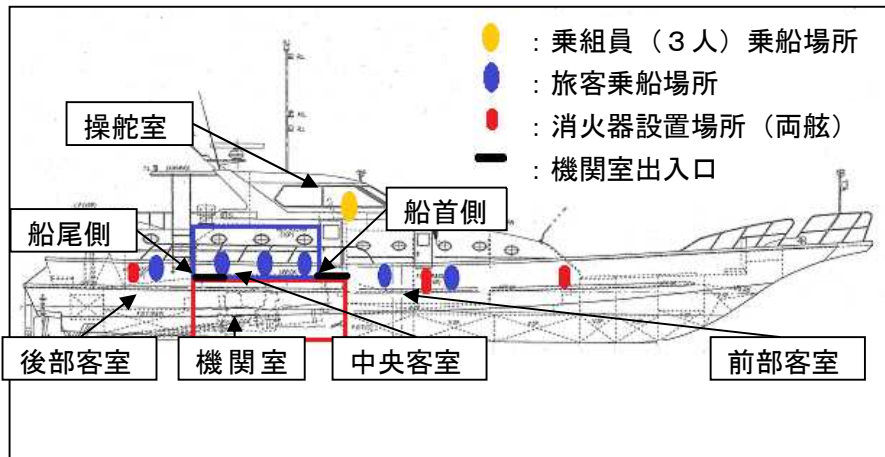 ：乗組員（３人）乗船場所
：旅客乗船場所
：消火器設置場所（両舷）
：機関室出入口
操舵室
船首側
船尾側
後部客室
機関室
中央客室
前部客室